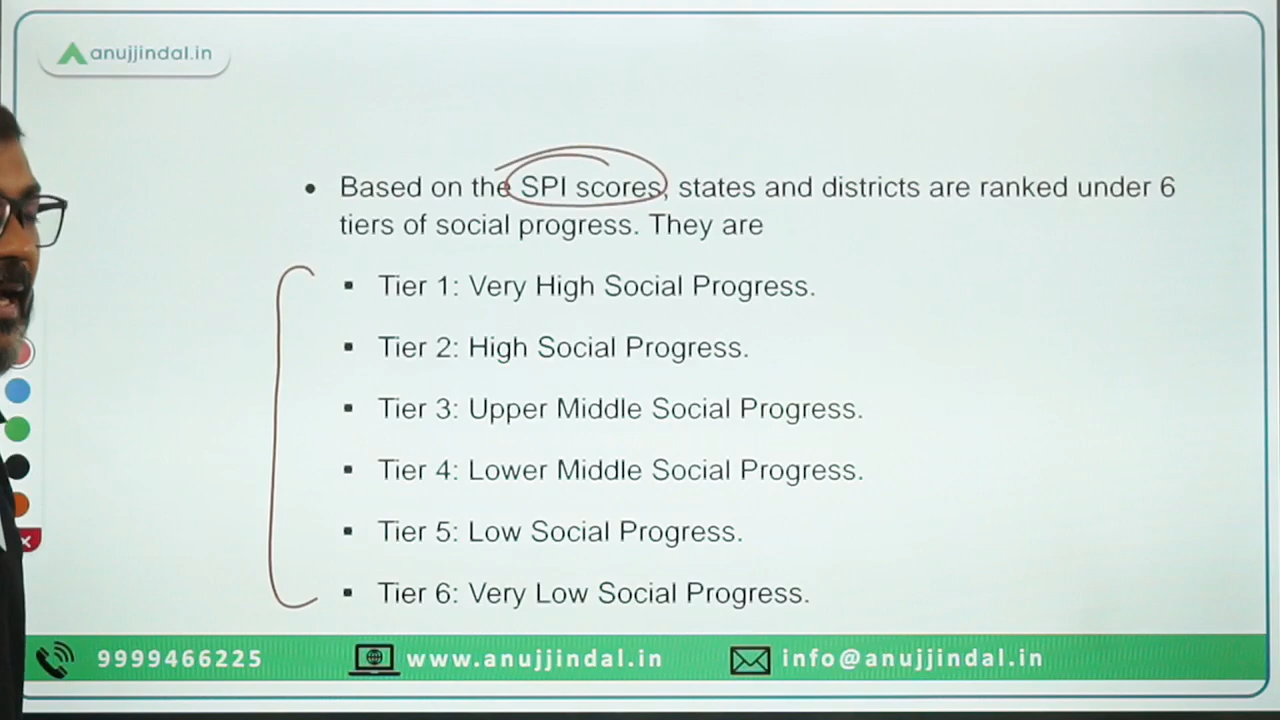 anujjindal.in
• Based on the SPI scores, states and districts are ranked under 6
tiers of social progress. They are
▪ Tier 1: Very High Social Progress.
▪ Tier 2: High Social Progress.
▪ Tier 3: Upper Middle Social Progress.
▪ Tier 4: Lower Middle Social Progress.
▪ Tier 5: Low Social Progress.
▪ Tier 6: Very Low Social Progress.
9999466225 www.anujjindal.in info@anujjindal.in